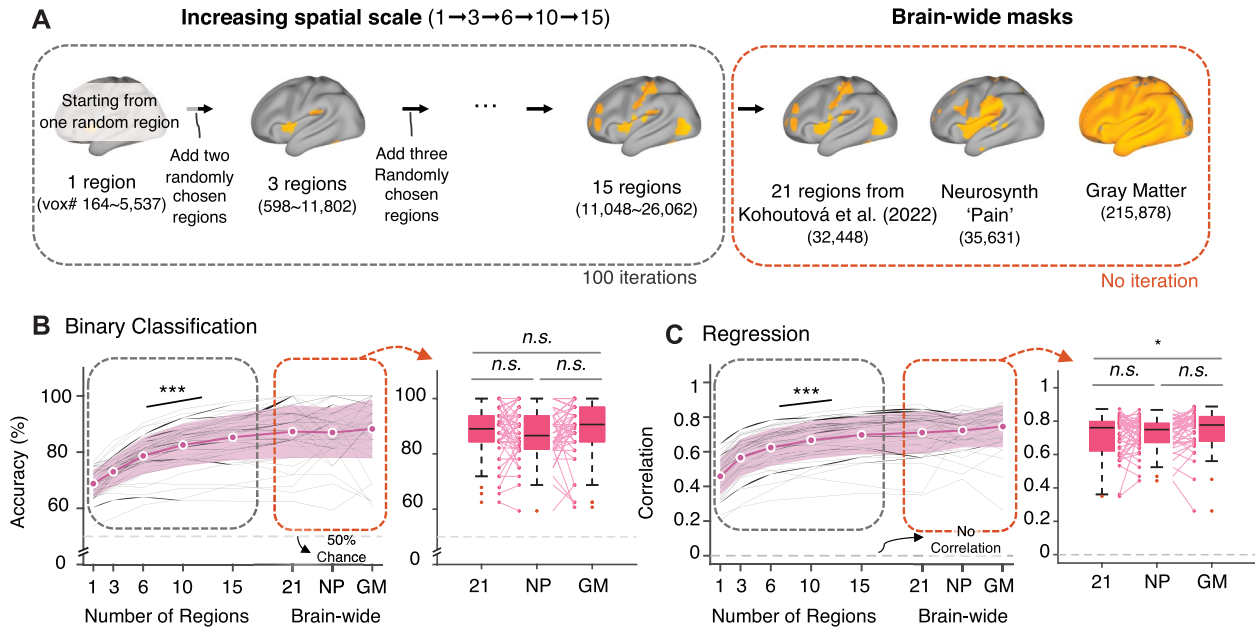 A
Increasing spatial scale (1→3→6→10→15)
Brain-wide masks
Starting from
one random region
Add two
randomly
chosen
regions
Add three
Randomly
chosen
regions
...
1 region
(vox# 164~5,537)
3 regions
(598~11,802)
15 regions
(11,048~26,062)
21 regions from
Kohoutová et al. (2022)
(32,448)
Neurosynth
‘Pain’
(35,631)
Gray Matter
(215,878)
100 iterations
No iteration
B Binary Classification
Accuracy (%)
100
80
60
0
***
50%
Chance
1 3 6 10 15 21 NP GM
Number of Regions
Brain-wide
n.s.
n.s. n.s.
100
80
60
0
21 NP GM
C Regression
Correlation
1
0.8
0.6
0.4
0.2
0
***
No
Correlation
1 3 6 10 15 21 NP GM
Number of Regions
Brain-wide
*
n.s. n.s.
1
0.8
0.6
0.4
0.2
0
21 NP GM